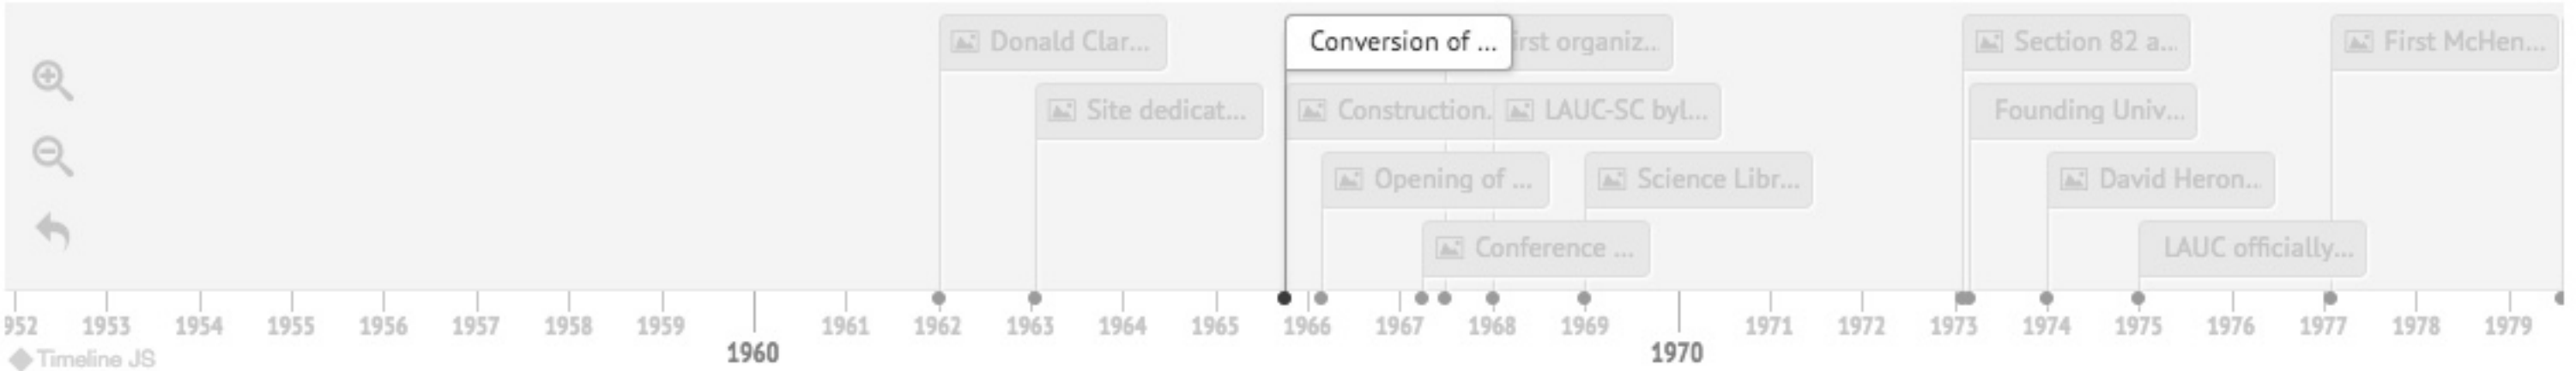 Donald Clar...
Conversion of ...
irst organiz...
Section 82 a...
First McHen...
Site dedicat...
Construction.
LAUC-SC byl...
Founding Univ...
Opening of ...
Science Libr...
David Heron...
Conference ...
LAUC officially...
952 1953 1954 1955 1956 1957 1958 1959 1961 1962 1963 1964 1965 1966 1967 1968 1969 1971 1972 1973 1974 1975 1976 1977 1978 1979
1960 1970
Timeline JS